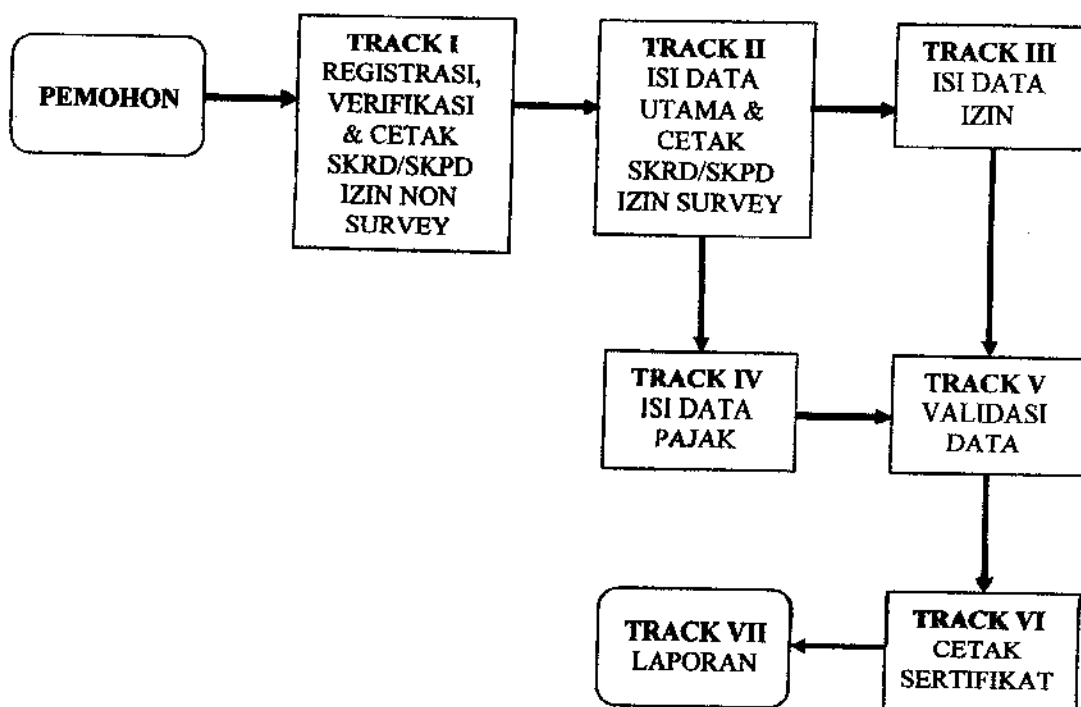 PEMOHON
TRACK I
REGISTRASI,
VERIFIKASI
& CETAK
SKRD/SKPD
IZIN NON
SURVEY
TRACK II
ISI DATA
UTAMA &
CETAK
SKRD/SKPD
IZIN SURVEY
TRACK III
ISI DATA
IZIN
TRACK IV
ISI DATA
PAJAK
TRACK V
VALIDASI
DATA
TRACK VI
CETAK
SERTIFIKAT
TRACK VII
LAPORAN